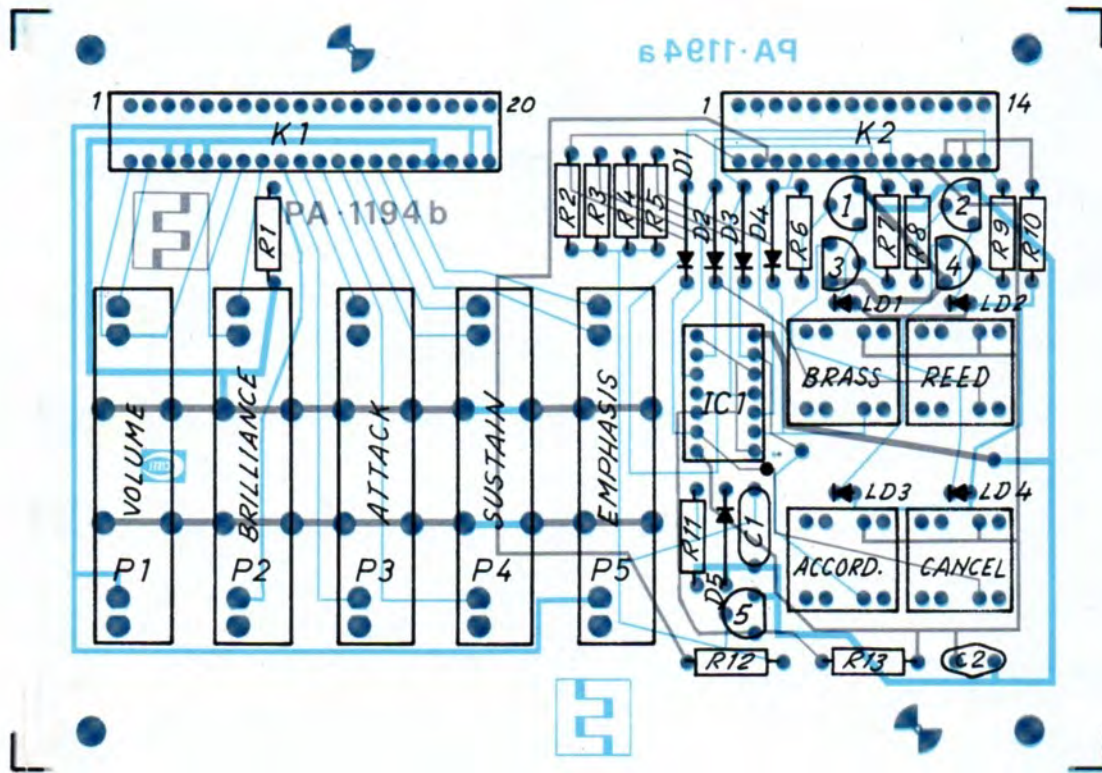 PA·1194a
1 K1 20
1 K2 14
PA·1194b
R1
R2
R3
R4
R5
D1
D2
D3
D4
R6
1
R7
R8
2
R9
R10
3
4
LD1
LD2
IC1
BRASS
REED
VOLUME
BRILLIANCE
ATTACK
SUSTAIN
EMPHASIS
LD3
LD4
R11
D5
C1
ACCORD.
CANCEL
P1
P2
P3
P4
P5
5
R12
R13
C2